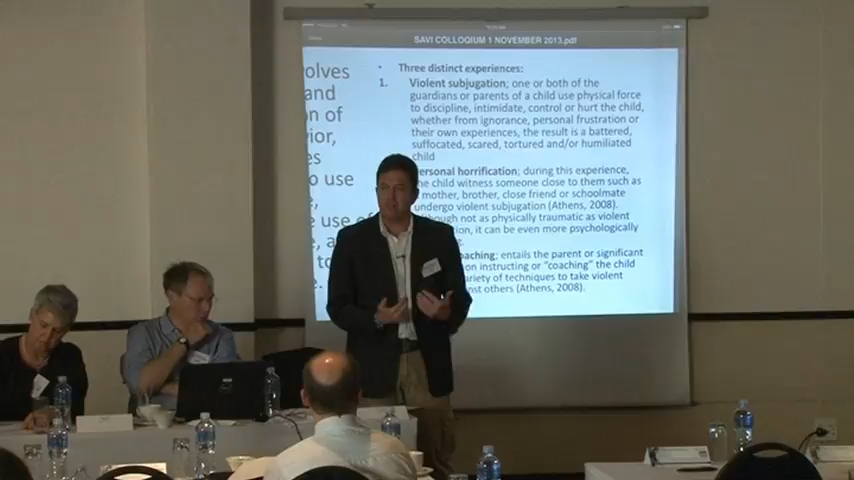 SAVI COLLOQIUM 1 NOVEMBER 2013.pdf
olves
and
n of
ior,
es
o use
e,
e use of
e, a
to
e.
• Three distinct experiences:
1. Violent subjugation; one or both of the
guardians or parents of a child use physical force
to discipline, intimidate, control or hurt the child,
whether from ignorance, personal frustration or
their own experiences, the result is a battered,
suffocated, scared, tortured and/or humiliated
child
ersonal horrification; during this experience,
he child witness someone close to them such as
mother, brother, close friend or schoolmate
undergo violent subjugation (Athens, 2008).
lthough not as physically traumatic as violent
tion, it can be even more psychologically
oaching; entails the parent or significant
on instructing or "coaching" the child
ariety of techniques to take violent
nst others (Athens, 2008).